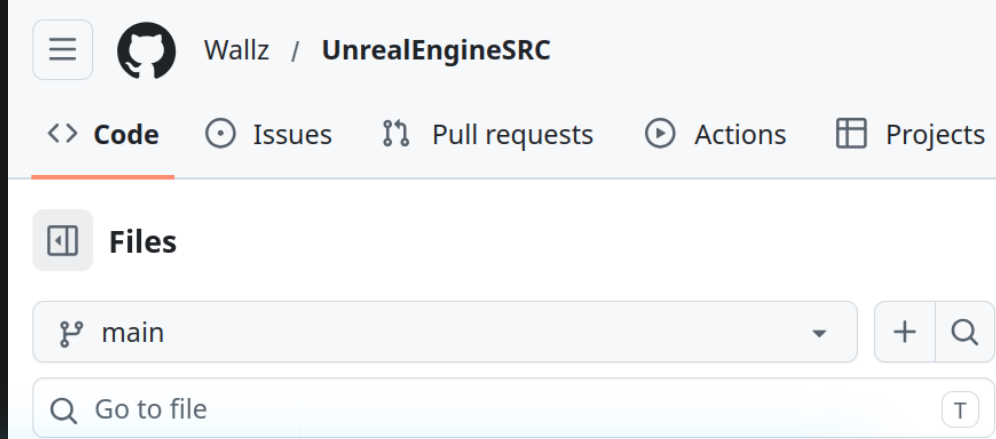 Wallz / UnrealEngineSRC
Code Issues Pull requests Actions Projects
Files
main
Go to file T